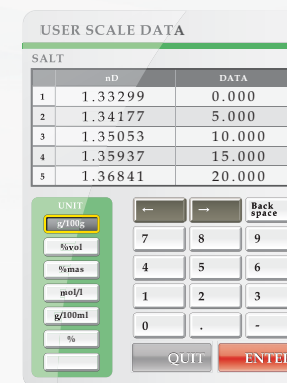 USER SCALE DATA
SALT
nD DATA
1 1.33299 0.000
2 1.34177 5.000
3 1.35053 10.000
4 1.35937 15.000
5 1.36841 20.000
UNIT
g/100g
%vol
%mas
mol/l
g/100ml
%
← → Back space
7 8 9
4 5 6
1 2 3
0 . -
QUIT ENTE